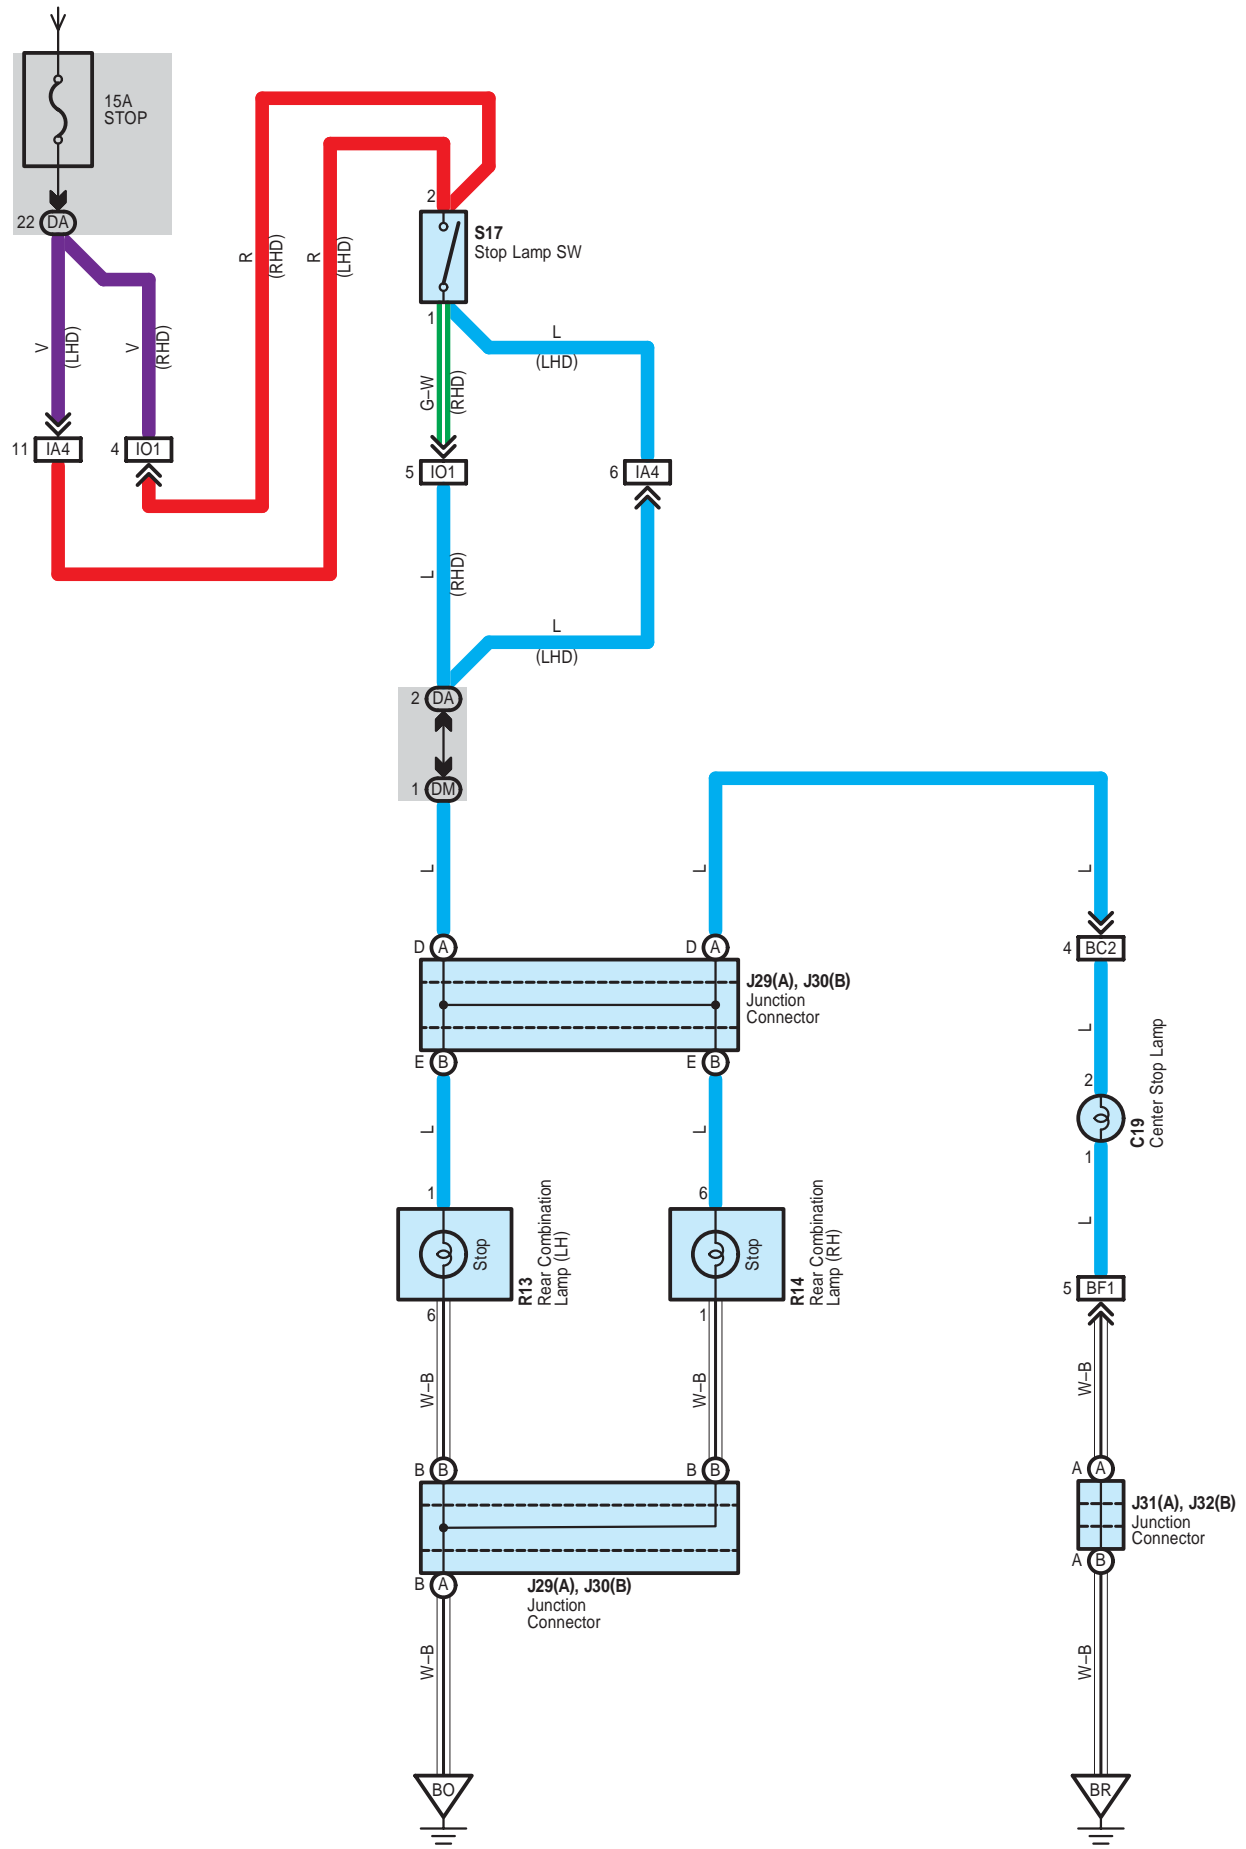 15A
STOP
22 DA
V
(LHD)
V
(RHD)
11 IA4
4 IO1
R
(RHD)
R
(LHD)
2
S17
Stop Lamp SW
1
L
(LHD)
G–W
(RHD)
5 IO1
6 IA4
L
(RHD)
L
(LHD)
2 DA
1 DM
L
L
L
D A
D A
4 BC2
J29(A), J30(B)
Junction
Connector
E B
E B
L
L
L
2
C19
Center Stop Lamp
1
L
1
Stop
R13
Rear Combination
Lamp (LH)
6
6
Stop
R14
Rear Combination
Lamp (RH)
1
5 BF1
W–B
W–B
W–B
B B
B B
A A
J31(A), J32(B)
Junction
Connector
A B
B A
J29(A), J30(B)
Junction
Connector
W–B
W–B
BO
BR